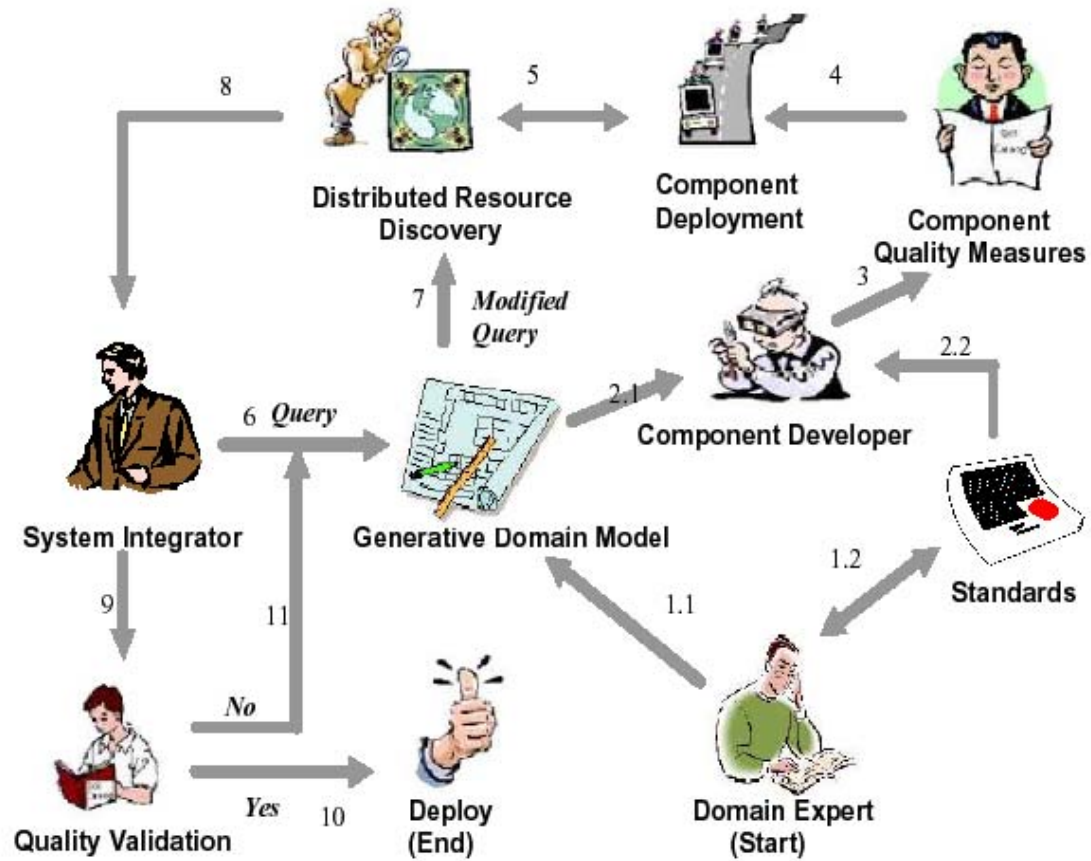 8
5
4
Distributed Resource
Discovery
Component
Deployment
Component
Quality Measures
7
Modified
Query
3
2.1
2.2
Component Developer
6
Query
System Integrator
Generative Domain Model
Standards
1.2
1.1
9
11
No
Yes
10
Quality Validation
Deploy
(End)
Domain Expert
(Start)